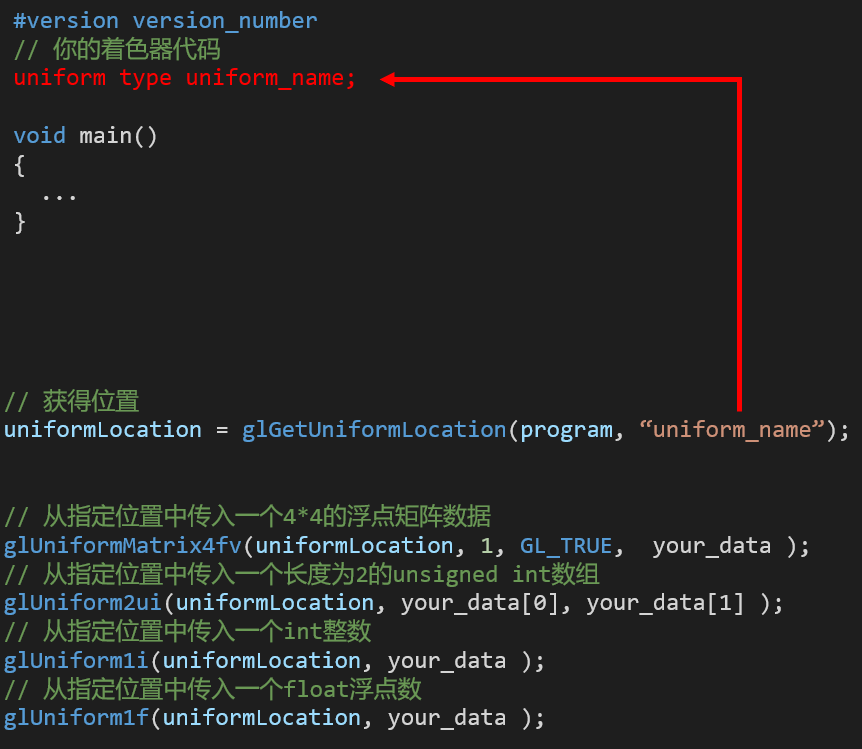 #version version_number
// 你的着色器代码
uniform type uniform_name;
void main()
{
...
}
// 获得位置
uniformLocation = glGetUniformLocation(program, “uniform_name”);
// 从指定位置中传入一个4*4的浮点矩阵数据
glUniformMatrix4fv(uniformLocation, 1, GL_TRUE, your_data );
// 从指定位置中传入一个长度为2的unsigned int数组
glUniform2ui(uniformLocation, your_data[0], your_data[1] );
// 从指定位置中传入一个int整数
glUniform1i(uniformLocation, your_data );
// 从指定位置中传入一个float浮点数
glUniform1f(uniformLocation, your_data );